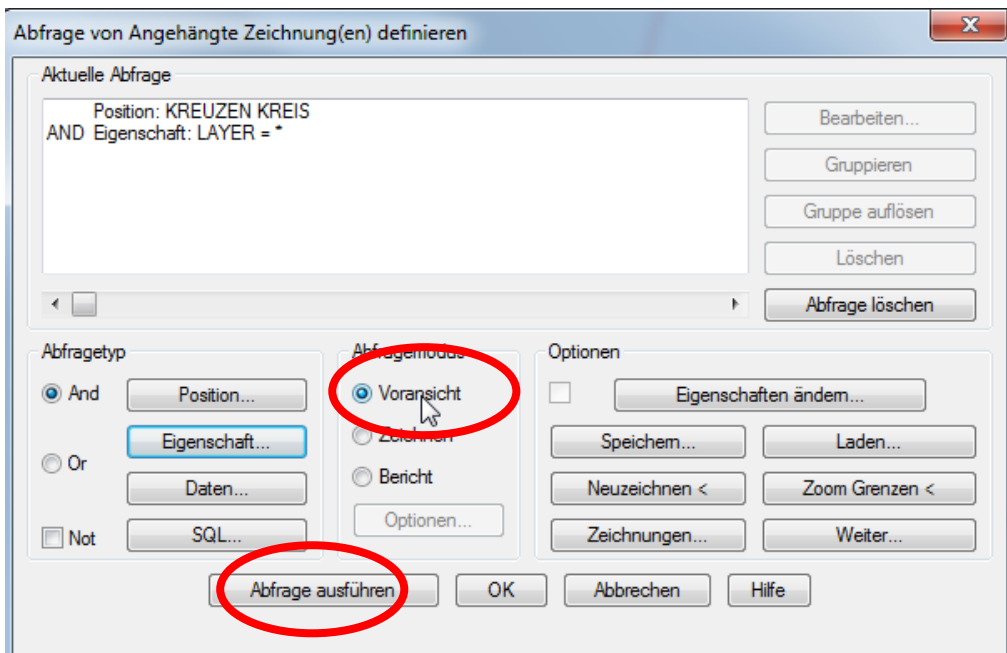 Abfrage von Angehängte Zeichnung(en) definieren
Aktuelle Abfrage
Position: KREUZEN KREIS
AND Eigenschaft: LAYER = *
Bearbeiten...
Gruppieren
Gruppe auflösen
Löschen
Abfrage löschen
Abfragetyp
And
Position...
Eigenschaft...
Or
Daten...
Not
SQL...
Abfragemodus
Voransicht
Zeichnen
Bericht
Optionen...
Optionen
Eigenschaften ändern...
Speichern...
Laden...
Neuzeichnen <
Zoom Grenzen <
Zeichnungen...
Weiter...
Abfrage ausführen
OK
Abbrechen
Hilfe